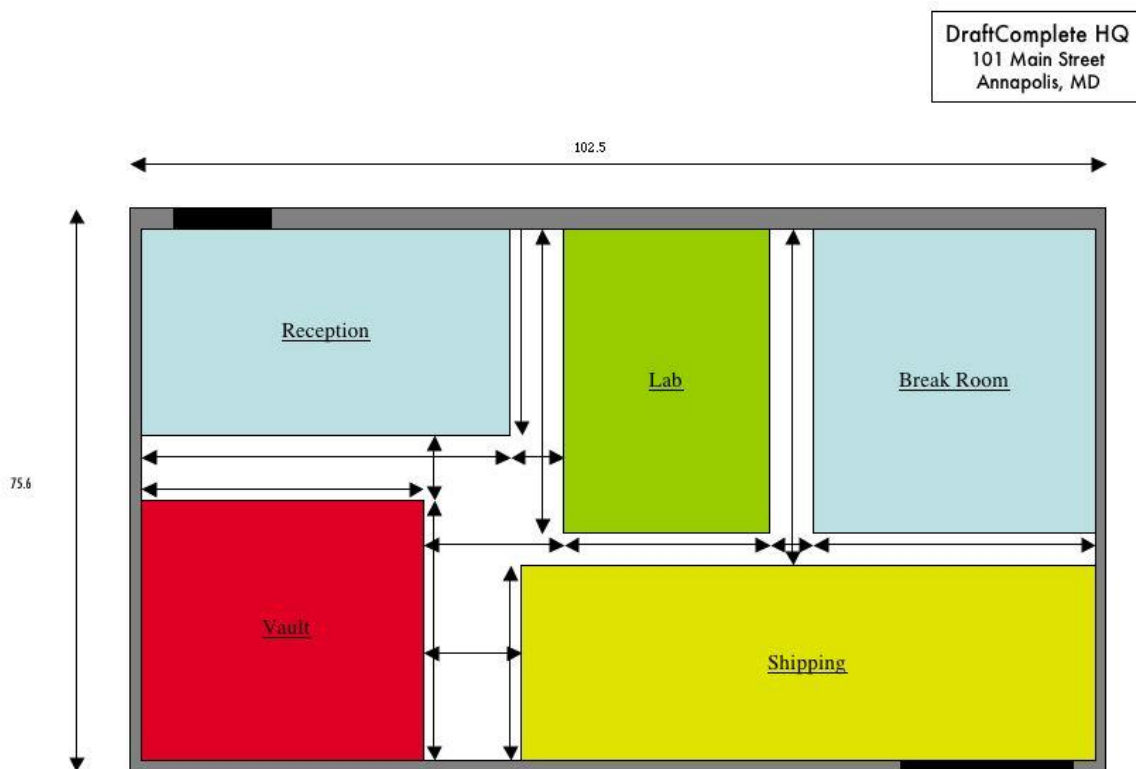 DraftComplete HQ
101 Main Street
Annapolis, MD
102.5
75.6
Reception
Lab
Break Room
Vault
Shipping